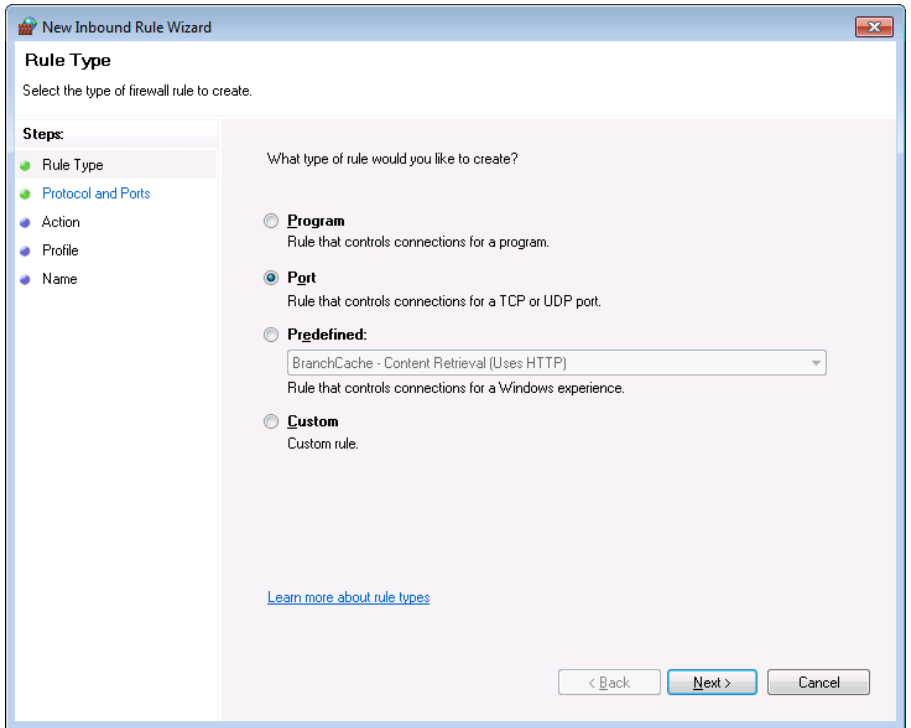 New Inbound Rule Wizard
Rule Type
Select the type of firewall rule to create.
Steps:
Rule Type
Protocol and Ports
Action
Profile
Name
What type of rule would you like to create?
Program
Rule that controls connections for a program.
Port
Rule that controls connections for a TCP or UDP port.
Predefined:
BranchCache - Content Retrieval (Uses HTTP)
Rule that controls connections for a Windows experience.
Custom
Custom rule.
Learn more about rule types
< Back
Next >
Cancel